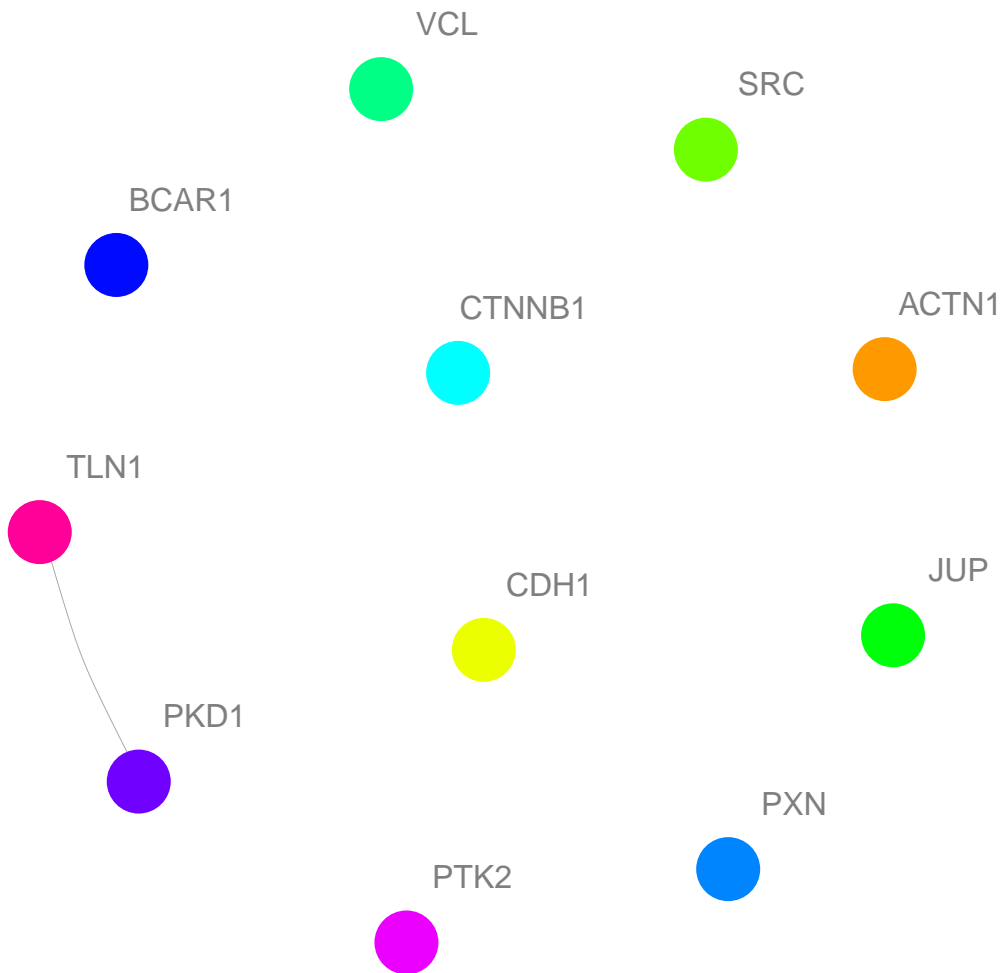 VCL
SRC
BCAR1
CTNNB1
ACTN1
TLN1
CDH1
JUP
PKD1
PXN
PTK2